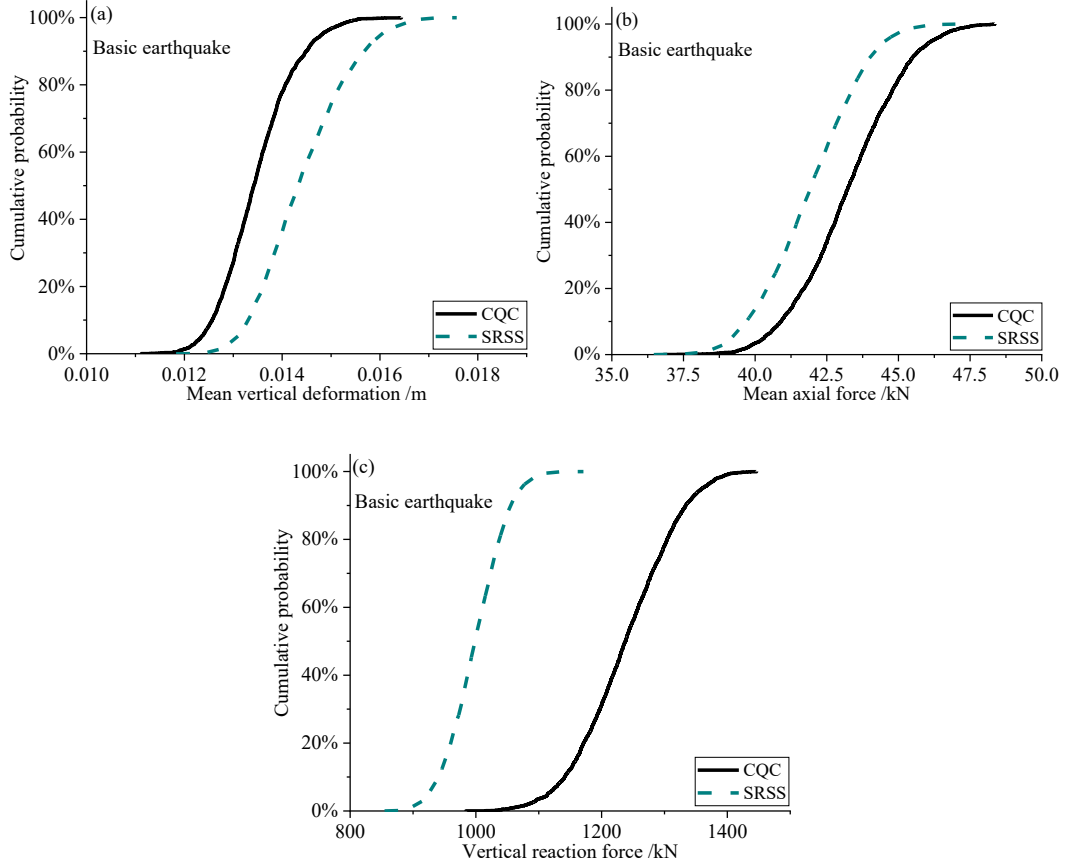 (a)
Basic earthquake
Cumulative probability
100%
80%
60%
40%
20%
0%
0.010
0.012
0.014
0.016
0.018
Mean vertical deformation /m
CQC
SRSS
(b)
Basic earthquake
Cumulative probability
100%
80%
60%
40%
20%
0%
35.0
37.5
40.0
42.5
45.0
47.5
50.0
Mean axial force /kN
CQC
SRSS
(c)
Basic earthquake
Cumulative probability
100%
80%
60%
40%
20%
0%
800
1000
1200
1400
Vertical reaction force /kN
CQC
SRSS